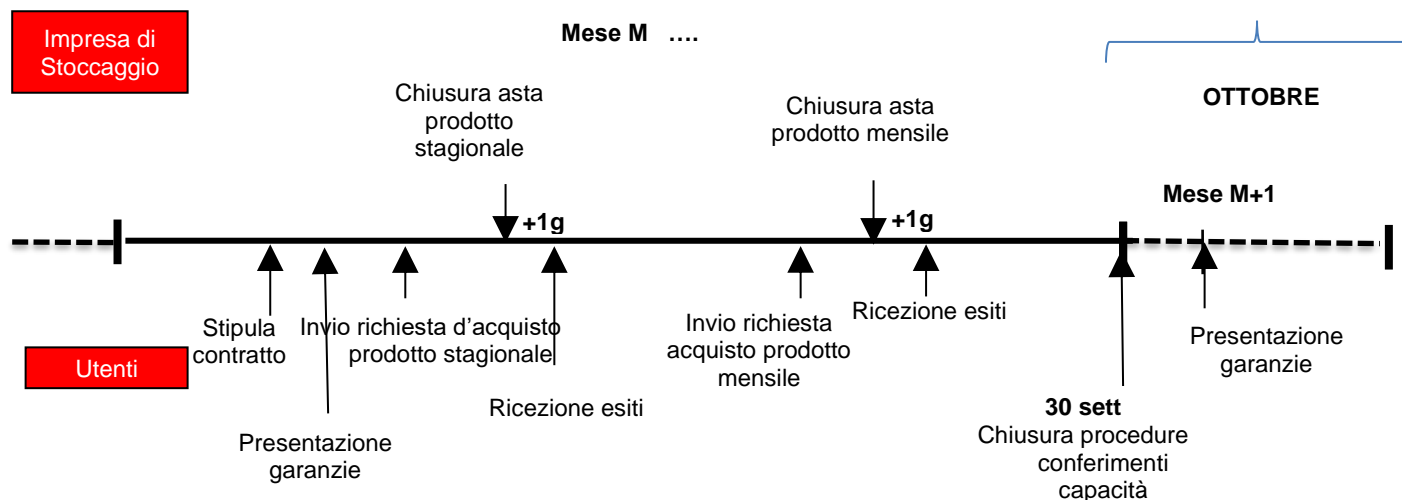 Impresa di
Stoccaggio
Mese M ….
Chiusura asta
prodotto
stagionale
Chiusura asta
prodotto mensile
OTTOBRE
Mese M+1
+1g
+1g
Stipula
contratto
Invio richiesta d’acquisto
prodotto stagionale
Invio richiesta
acquisto prodotto
mensile
Ricezione esiti
Presentazione
garanzie
Utenti
Ricezione esiti
Presentazione
garanzie
30 sett
Chiusura procedure
conferimenti
capacità